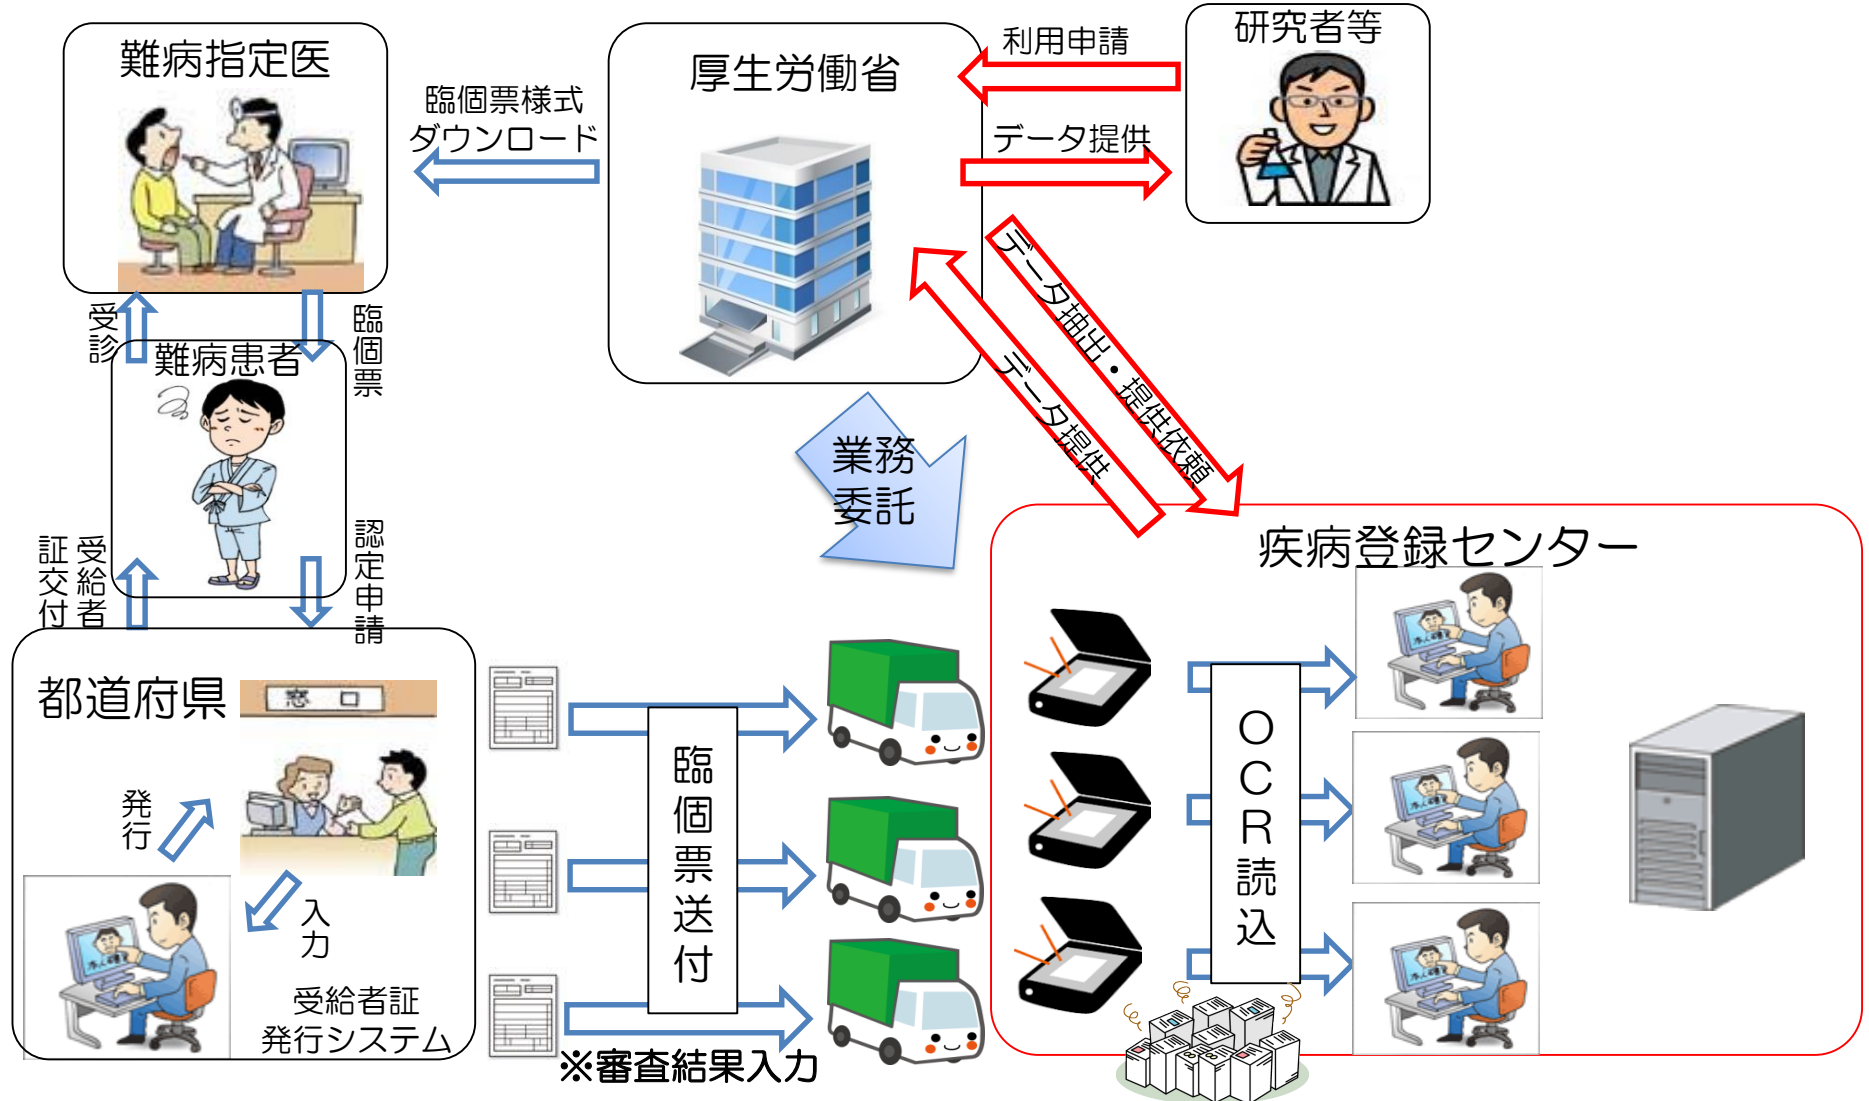 難病指定医
臨個票様式
ダウンロード
厚生労働省
利用申請
データ提供
研究者等
受診
臨個票
難病患者
データ抽出・提供依頼
データ提供
業務
委託
受給者
証交付
認定申請
疾病登録センター
都道府県
窓口
発行
入力
受給者証
発行システム
臨個票送付
※審査結果入力
OCR読込